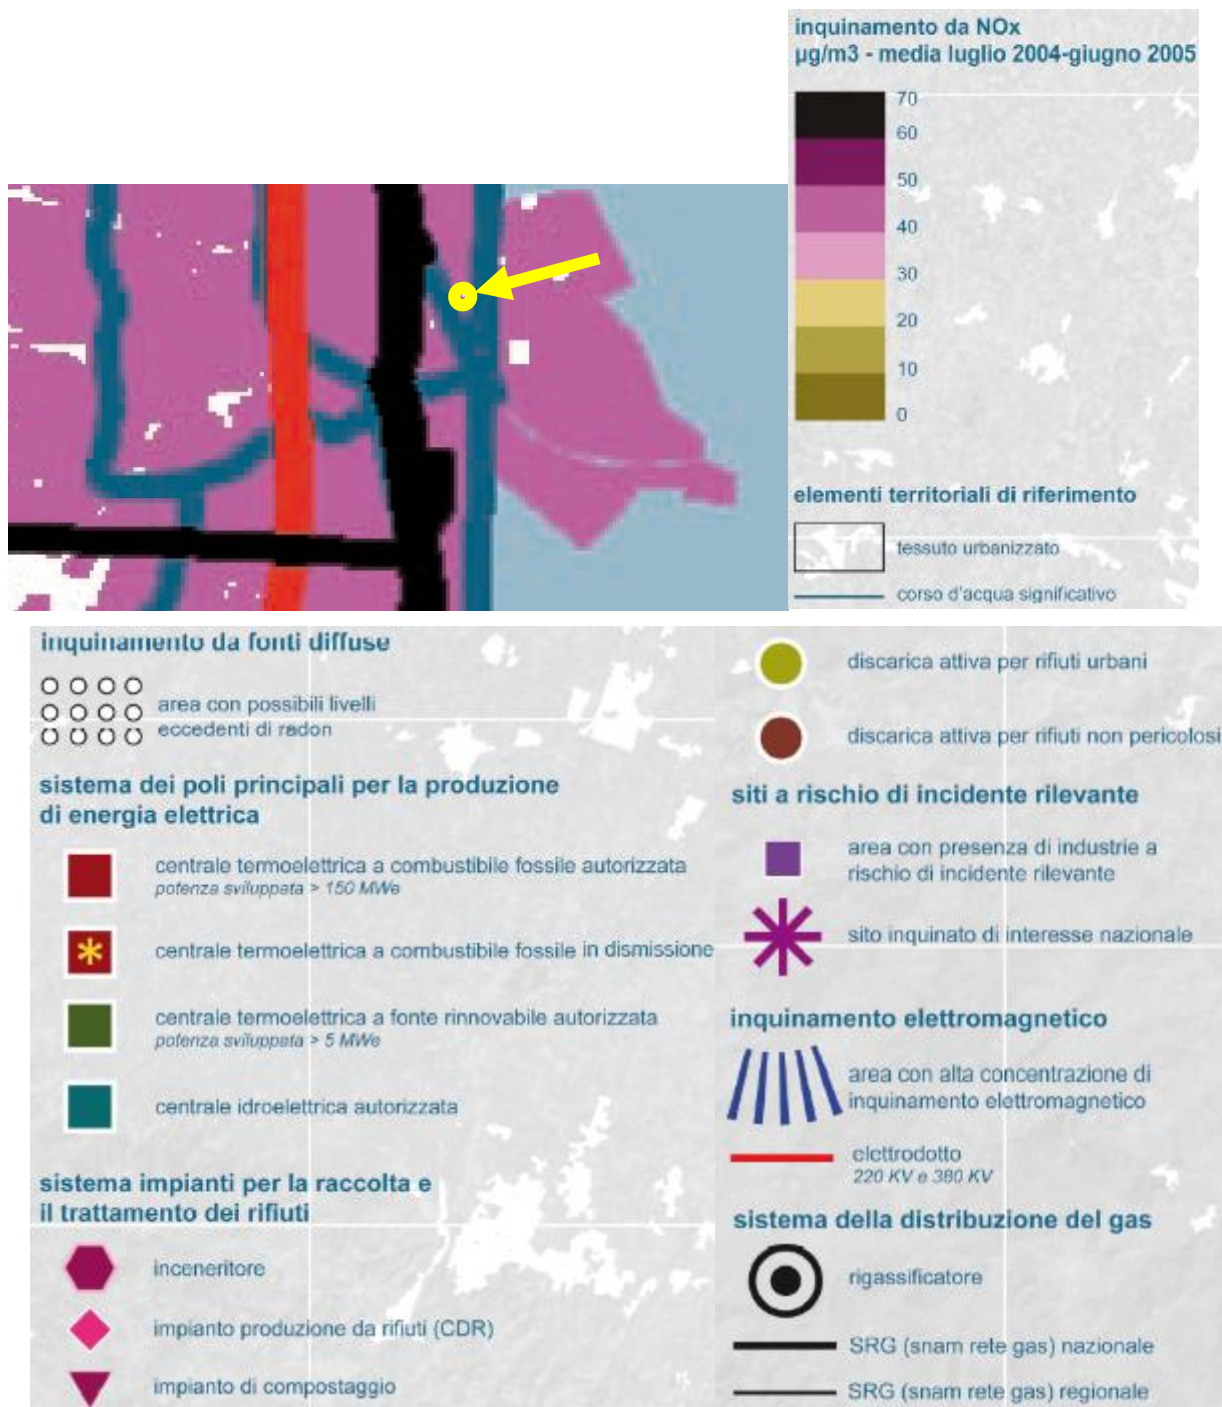 inquinamento da NOx
µg/m3 - media luglio 2004-giugno 2005
70
60
50
40
30
20
10
0
elementi territoriali di riferimento
tessuto urbanizzato
corso d'acqua significativo
inquinamento da fonti diffuse
area con possibili livelli
eccedenti di radon
sistema dei poli principali per la produzione
di energia elettrica
centrale termoelettrica a combustibile fossile autorizzata
potenza sviluppata > 150 MWe
centrale termoelettrica a combustibile fossile in dismissione
centrale termoelettrica a fonte rinnovabile autorizzata
potenza sviluppata > 5 MWe
centrale idroelettrica autorizzata
sistema impianti per la raccolta e
il trattamento dei rifiuti
inceneritore
impianto produzione da rifiuti (CDR)
impianto di compostaggio
discarica attiva per rifiuti urbani
discarica attiva per rifiuti non pericolosi
siti a rischio di incidente rilevante
area con presenza di industrie a
rischio di incidente rilevante
sito inquinato di interesse nazionale
inquinamento elettromagnetico
area con alta concentrazione di
inquinamento elettromagnetico
elettrodotto
220 KV e 380 KV
sistema della distribuzione del gas
rigassificatore
SRG (snam rete gas) nazionale
SRG (snam rete gas) regionale